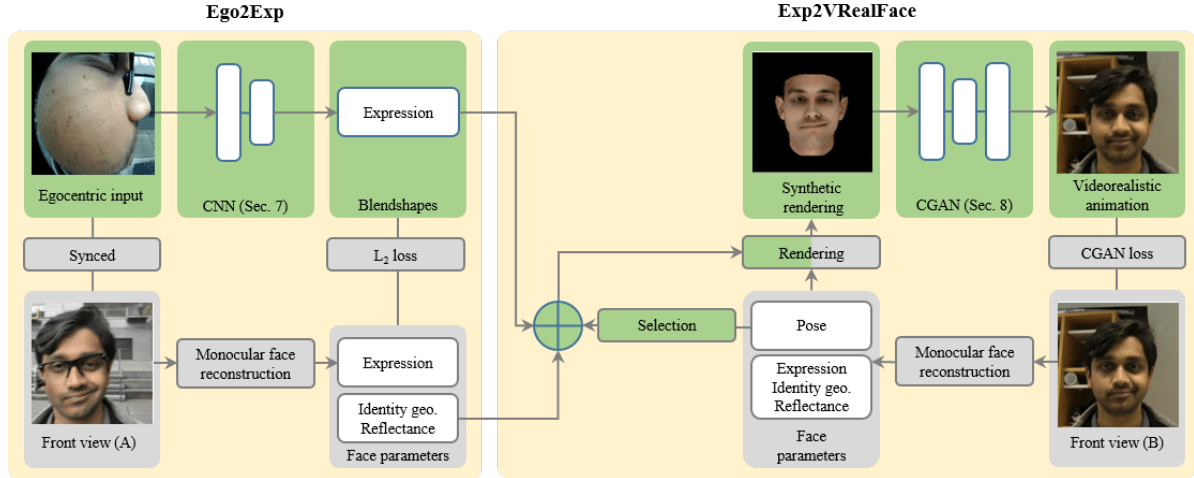 Ego2Exp
Exp2VRealFace
Egocentric input
CNN (Sec. 7)
Expression
Blendshapes
Synced
L₂ loss
Front view (A)
Monocular face
reconstruction
Expression
Identity geo.
Reflectance
Face parameters
Synthetic
rendering
CGAN (Sec. 8)
Videorealistic
animation
Rendering
CGAN loss
Selection
Pose
Expression
Identity geo.
Reflectance
Face
parameters
Monocular face
reconstruction
Front view (B)